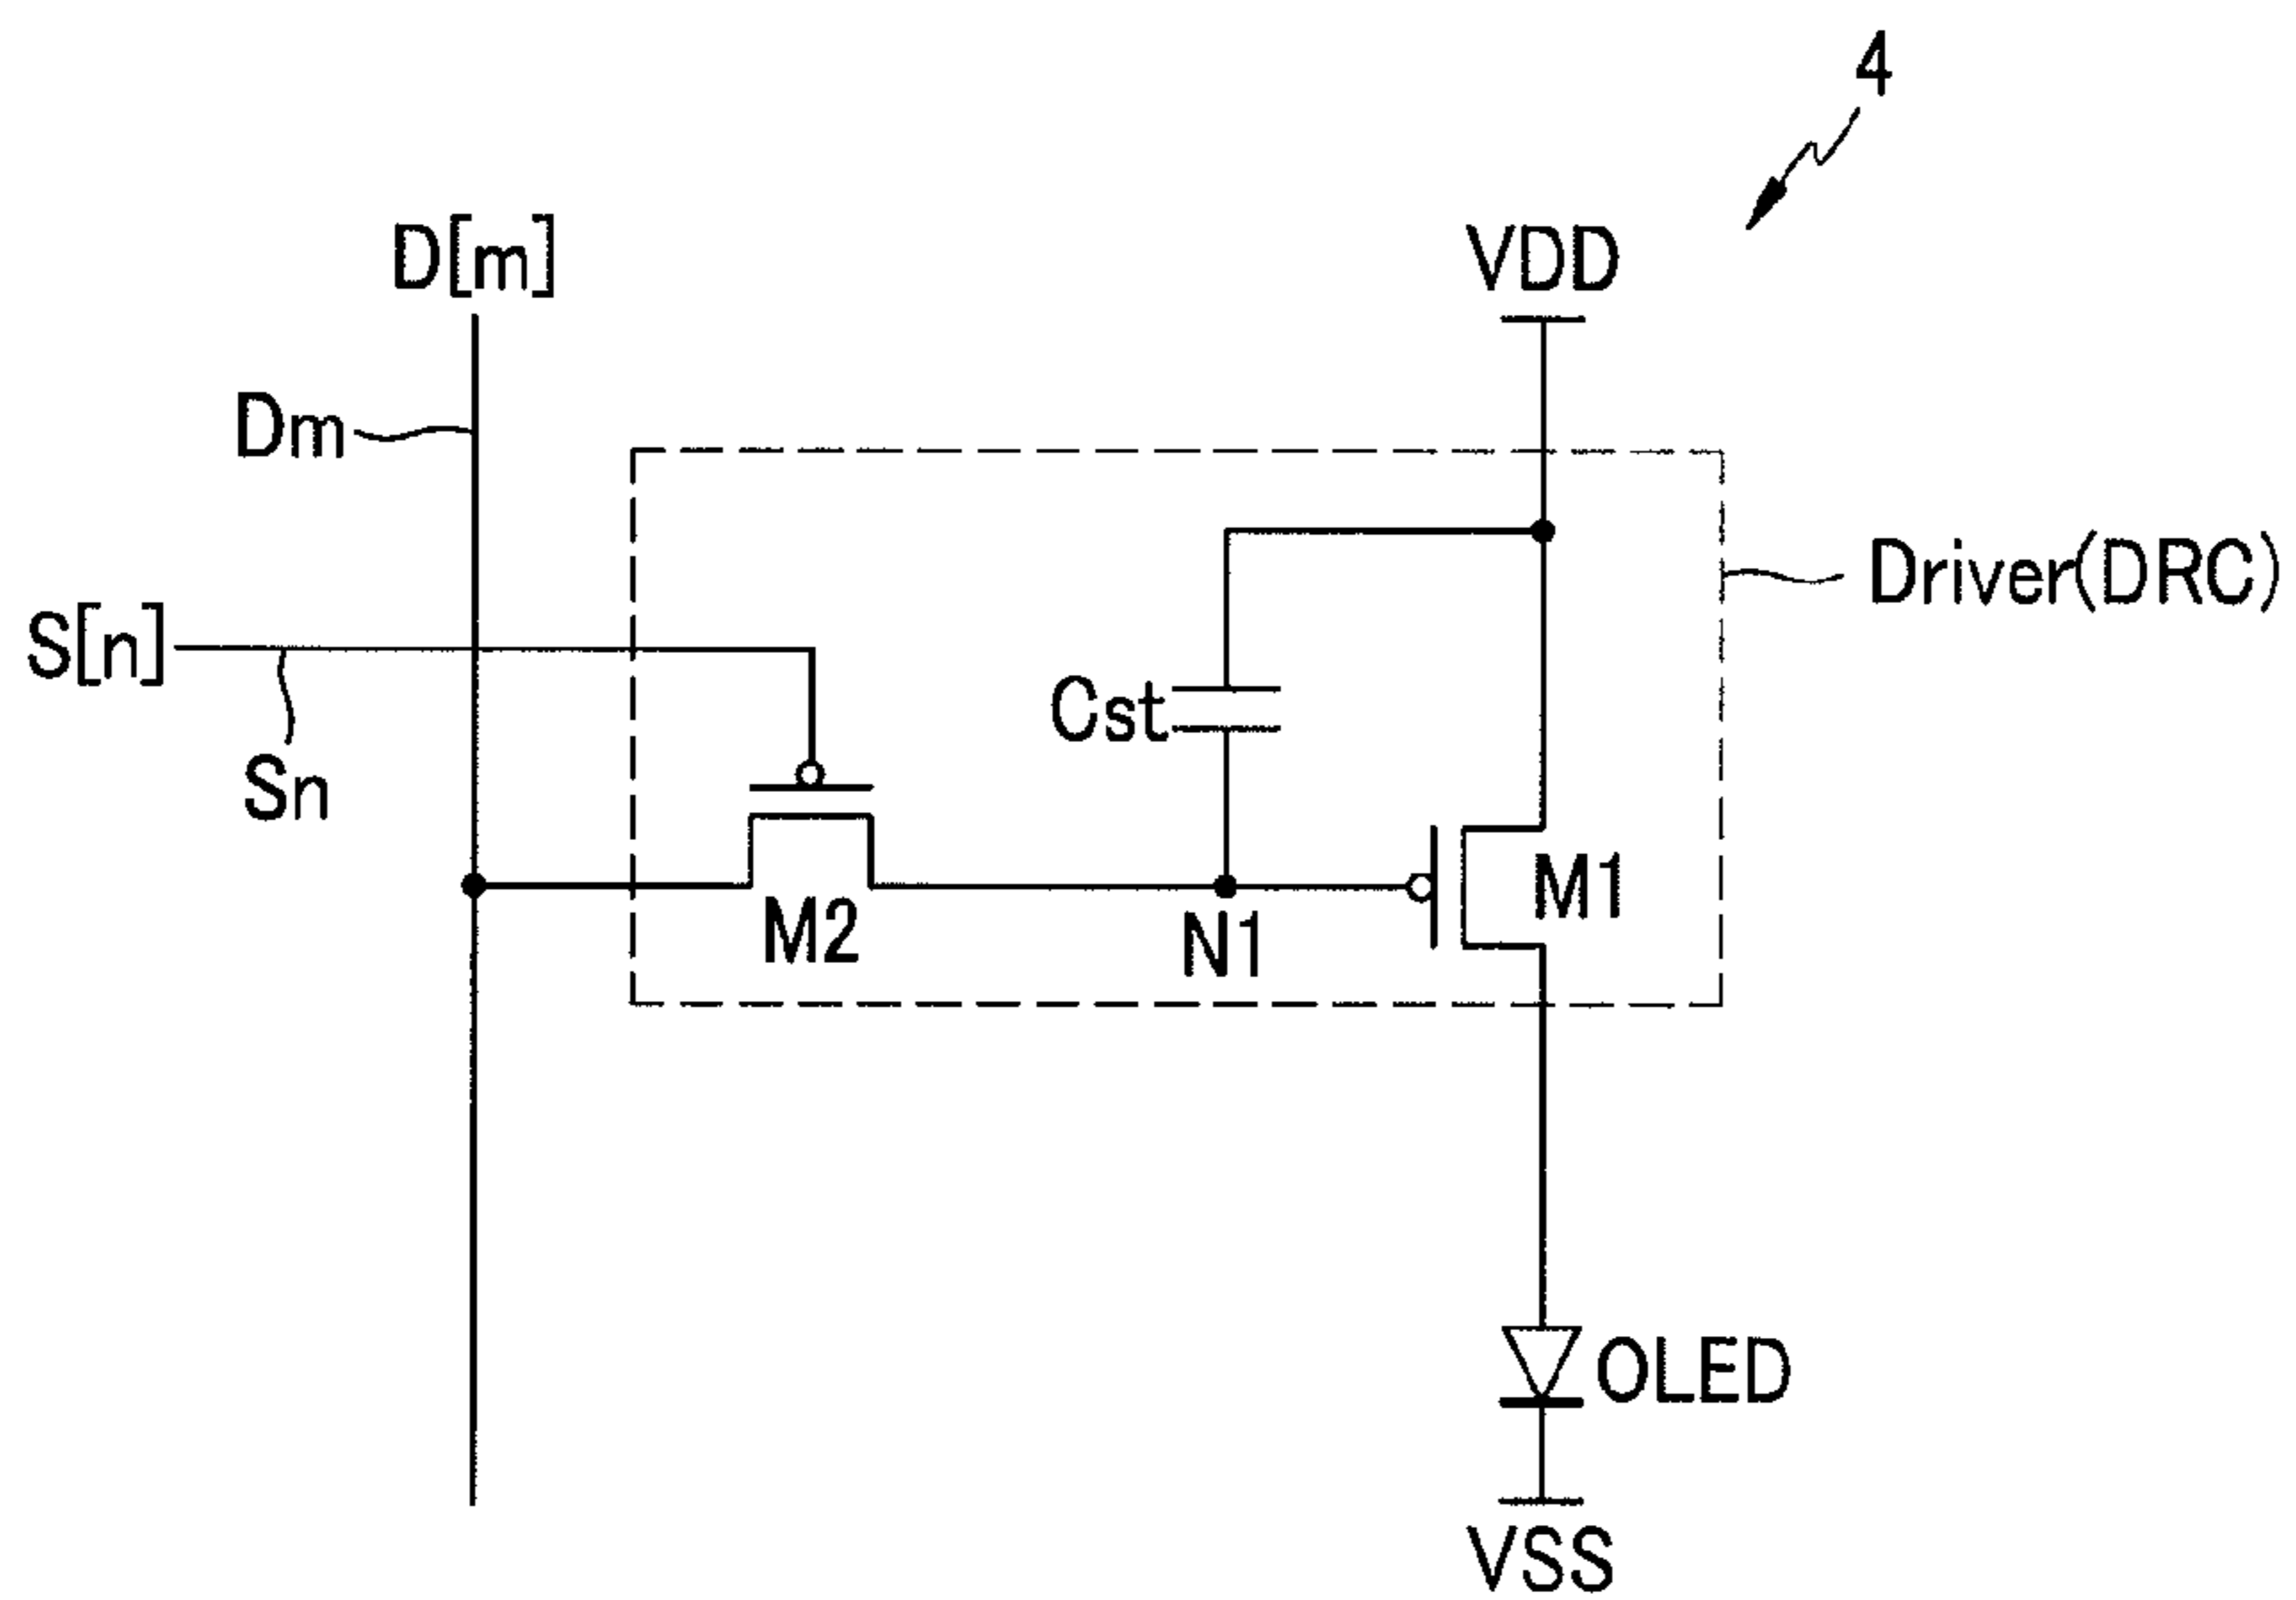 4
D[m]
VDD
Dm
Driver(DRC)
S[n]
Cst
Sn
M1
M2
N1
OLED
VSS